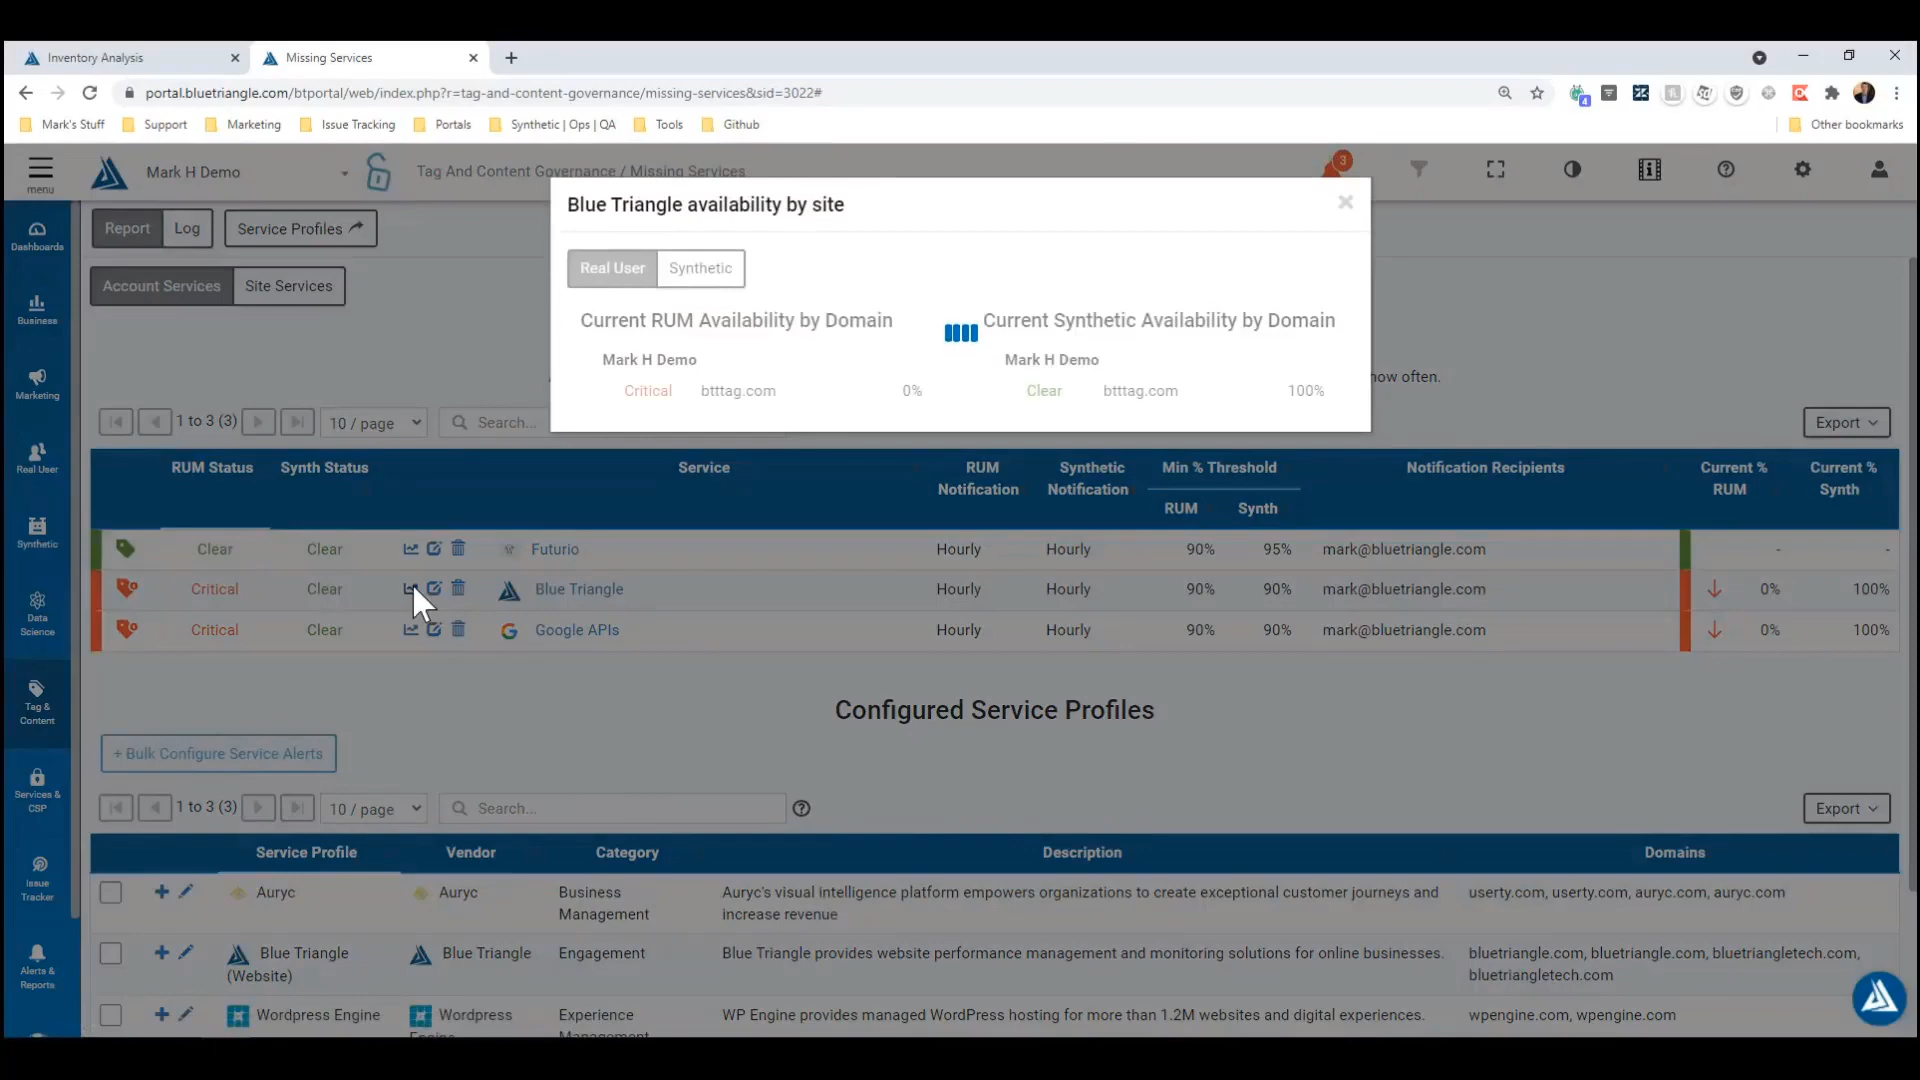 Inventory Analysis
Missing Services
portal.bluetriangle.com/btportal/web/index.php?r=tag-and-content-governance/missing-services&sid=3022#
4
Mark's Stuff Support Marketing Issue Tracking Portals Synthetic | Ops | QA Tools Github Other bookmarks
menu
Mark H Demo
Tag And Content Governance / Missing Services
3
Dashboards
Business
Marketing
Real User
Synthetic
Data
Science
Tag &
Content
Services &
CSP
Issue
Tracker
Alerts &
Reports
Report Log Service Profiles
Account Services Site Services
Blue Triangle availability by site
Real User Synthetic
Current RUM Availability by Domain
Mark H Demo
Critical btttag.com 0%
Current Synthetic Availability by Domain
Mark H Demo
Clear btttag.com 100%
how often.
1 to 3 (3) 10 / page Search... Export
RUM Status Synth Status Service RUM Notification Synthetic Notification Min % Threshold Notification Recipients Current % RUM Current % Synth
RUM Synth
Clear Clear Futurio Hourly Hourly 90% 95% mark@bluetriangle.com - -
Critical Clear Blue Triangle Hourly Hourly 90% 90% mark@bluetriangle.com 0% 100%
Critical Clear Google APIs Hourly Hourly 90% 90% mark@bluetriangle.com 0% 100%
Configured Service Profiles
+ Bulk Configure Service Alerts
1 to 3 (3) 10 / page Search... Export
Service Profile Vendor Category Description Domains
Auryc Auryc Business Auryc's visual intelligence platform empowers organizations to create exceptional customer journeys and userty.com, userty.com, auryc.com, auryc.com
Management increase revenue
Blue Triangle Blue Triangle Engagement Blue Triangle provides website performance management and monitoring solutions for online businesses. bluetriangle.com, bluetriangle.com, bluetriangletech.com,
(Website) bluetriangletech.com
Wordpress Engine Wordpress Experience WP Engine provides managed WordPress hosting for more than 1.2M websites and digital experiences. wpengine.com, wpengine.com
Engine Management